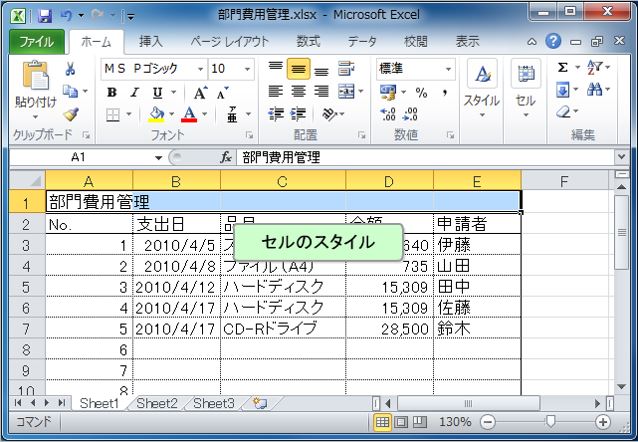 部門費用管理.xlsx - Microsoft Excel
ファイル ホーム 挿入 ページ レイアウト 数式 データ 校閲 表示
貼り付け
ＭＳ Ｐゴシック 10
B I U A A
標準
% ,
スタイル セル
クリップボード フォント 配置 数値 編集
A1 fx 部門費用管理
A B C D E F
1 部門費用管理
2 No. 支出日 品目 金額 申請者
セルのスタイル
3 1 2010/4/5 640 伊藤
4 2 2010/4/8 ファイル（A4） 735 山田
5 3 2010/4/12 ハードディスク 15,309 田中
6 4 2010/4/17 ハードディスク 15,309 佐藤
7 5 2010/4/17 CD-Rドライブ 28,500 鈴木
8 6
9 7
10 8
Sheet1 Sheet2 Sheet3
コマンド 130%